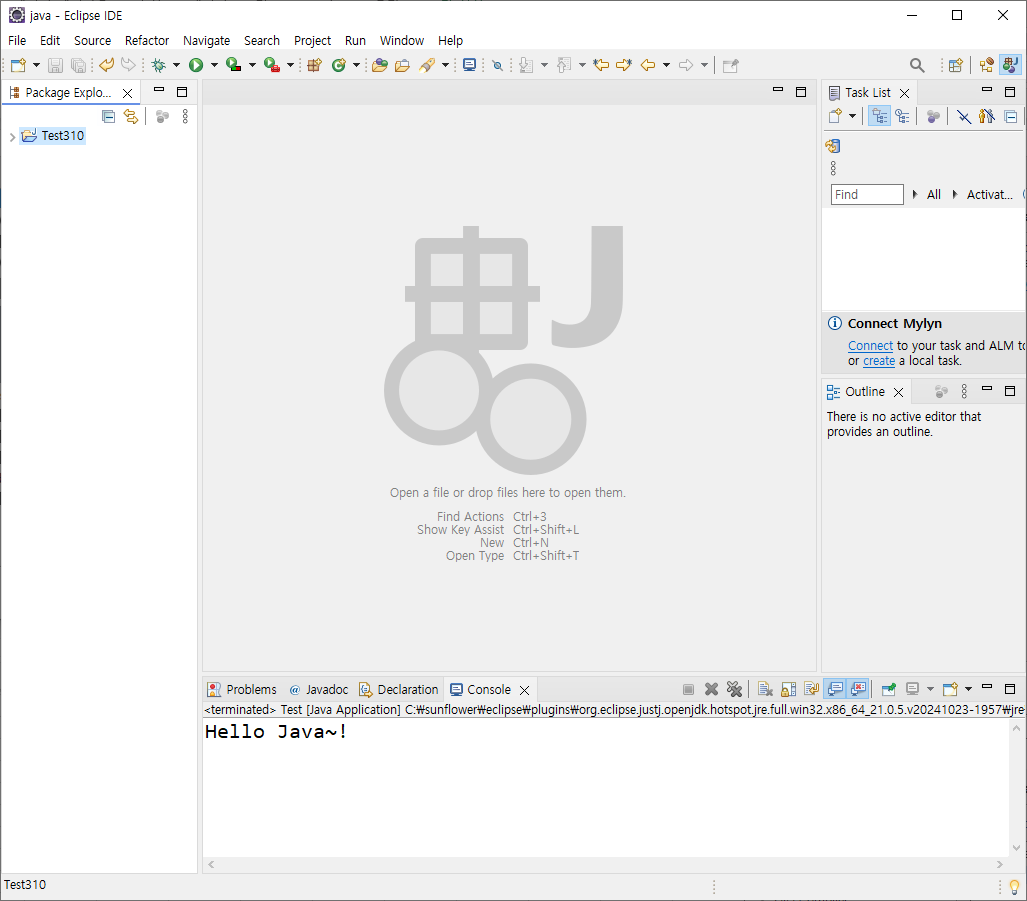 java - Eclipse IDE
File Edit Source Refactor Navigate Search Project Run Window Help
Package Explo...
Test310
Open a file or drop files here to open them.
Find Actions Ctrl+3
Show Key Assist Ctrl+Shift+L
New Ctrl+N
Open Type Ctrl+Shift+T
Task List
Find All Activat...
Connect Mylyn
Connect to your task and ALM to
or create a local task.
Outline
There is no active editor that
provides an outline.
Problems @ Javadoc Declaration Console
<terminated> Test [Java Application] C:₩sunflower₩eclipse₩plugins₩org.eclipse.justj.openjdk.hotspot.jre.full.win32.x86_64_21.0.5.v20241023-1957₩jre
Hello Java~!
Test310